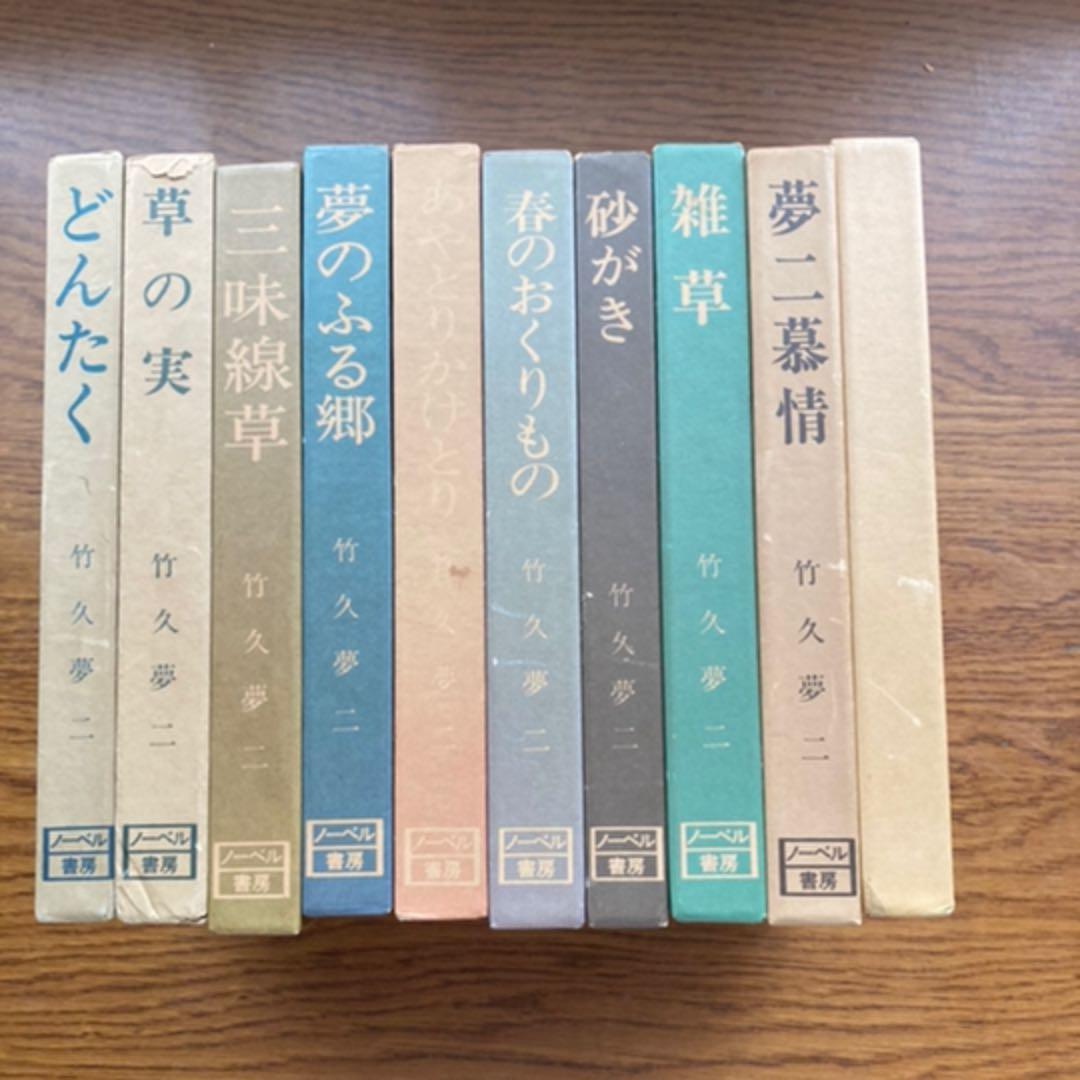 どんたく
竹久夢二
ノーベル
書房
草の実
竹久夢二
ノーベル
書房
三味線草
竹久夢二
ノーベル
書房
夢のふる郷
竹久夢二
ノーベル
書房
あやとりかけとり
竹久夢二
ノーベル
書房
春のおくりもの
竹久夢二
ノーベル
書房
砂がき
竹久夢二
ノーベル
書房
雑草
竹久夢二
ノーベル
書房
夢二慕情
竹久夢二
ノーベル
書房